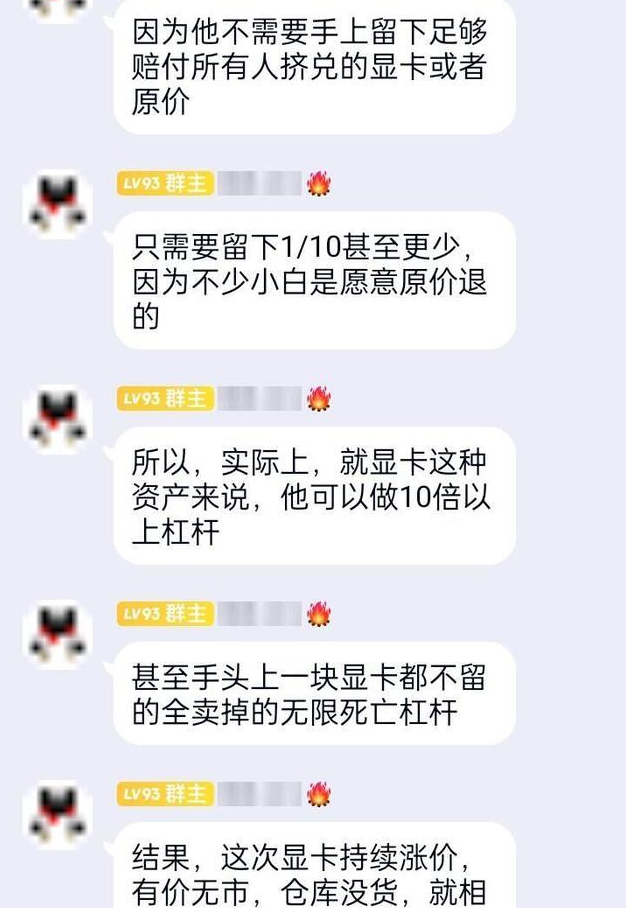 因为他不需要手上留下足够
赔付所有人挤兑的显卡或者
原价
LV93 群主
只需要留下1/10甚至更少，
因为不少小白是愿意原价退
的
LV93 群主
所以，实际上，就显卡这种
资产来说，他可以做10倍以
上杠杆
LV93 群主
甚至手头上一块显卡都不留
的全卖掉的无限死亡杠杆
LV93 群主
结果，这次显卡持续涨价，
有价无市，仓库没货，就相